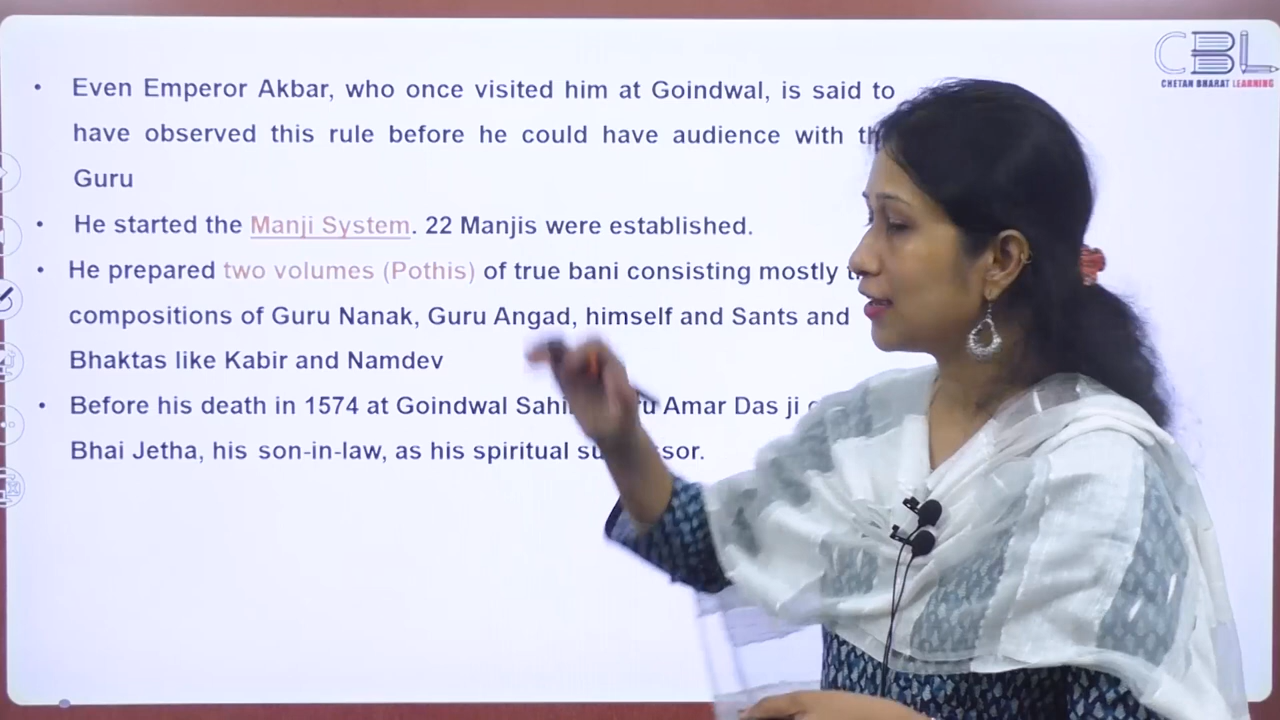 CBL
CHETAN BHARAT LEARNING
• Even Emperor Akbar, who once visited him at Goindwal, is said to
have observed this rule before he could have audience with
Guru
• He started the Manji System. 22 Manjis were established.
• He prepared two volumes (Pothis) of true bani consisting mostly
compositions of Guru Nanak, Guru Angad, himself and Sants and
Bhaktas like Kabir and Namdev
• Before his death in 1574 at Goindwal Amar Das ji
Bhai Jetha, his son-in-law, as his spiritual